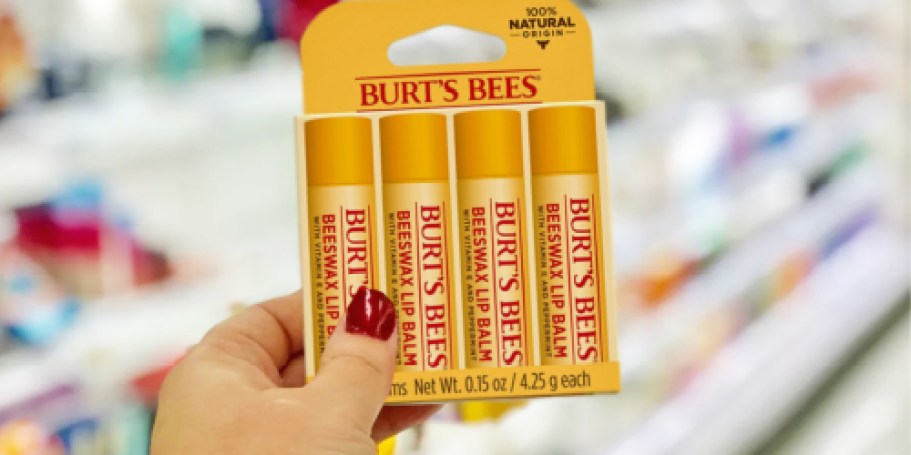 100%
NATURAL
ORIGIN
BURT'S BEES®
BURT'S BEES
BEESWAX LIP BALM
WITH VITAMIN E AND PEPPERMINT
BURT'S BEES
BEESWAX LIP BALM
WITH VITAMIN E AND PEPPERMINT
BURT'S BEES
BEESWAX LIP BALM
WITH VITAMIN E AND PEPPERMINT
BURT'S BEES
BEESWAX LIP BALM
WITH VITAMIN E AND PEPPERMINT
Net Wt. 0.15 oz / 4.25 g each